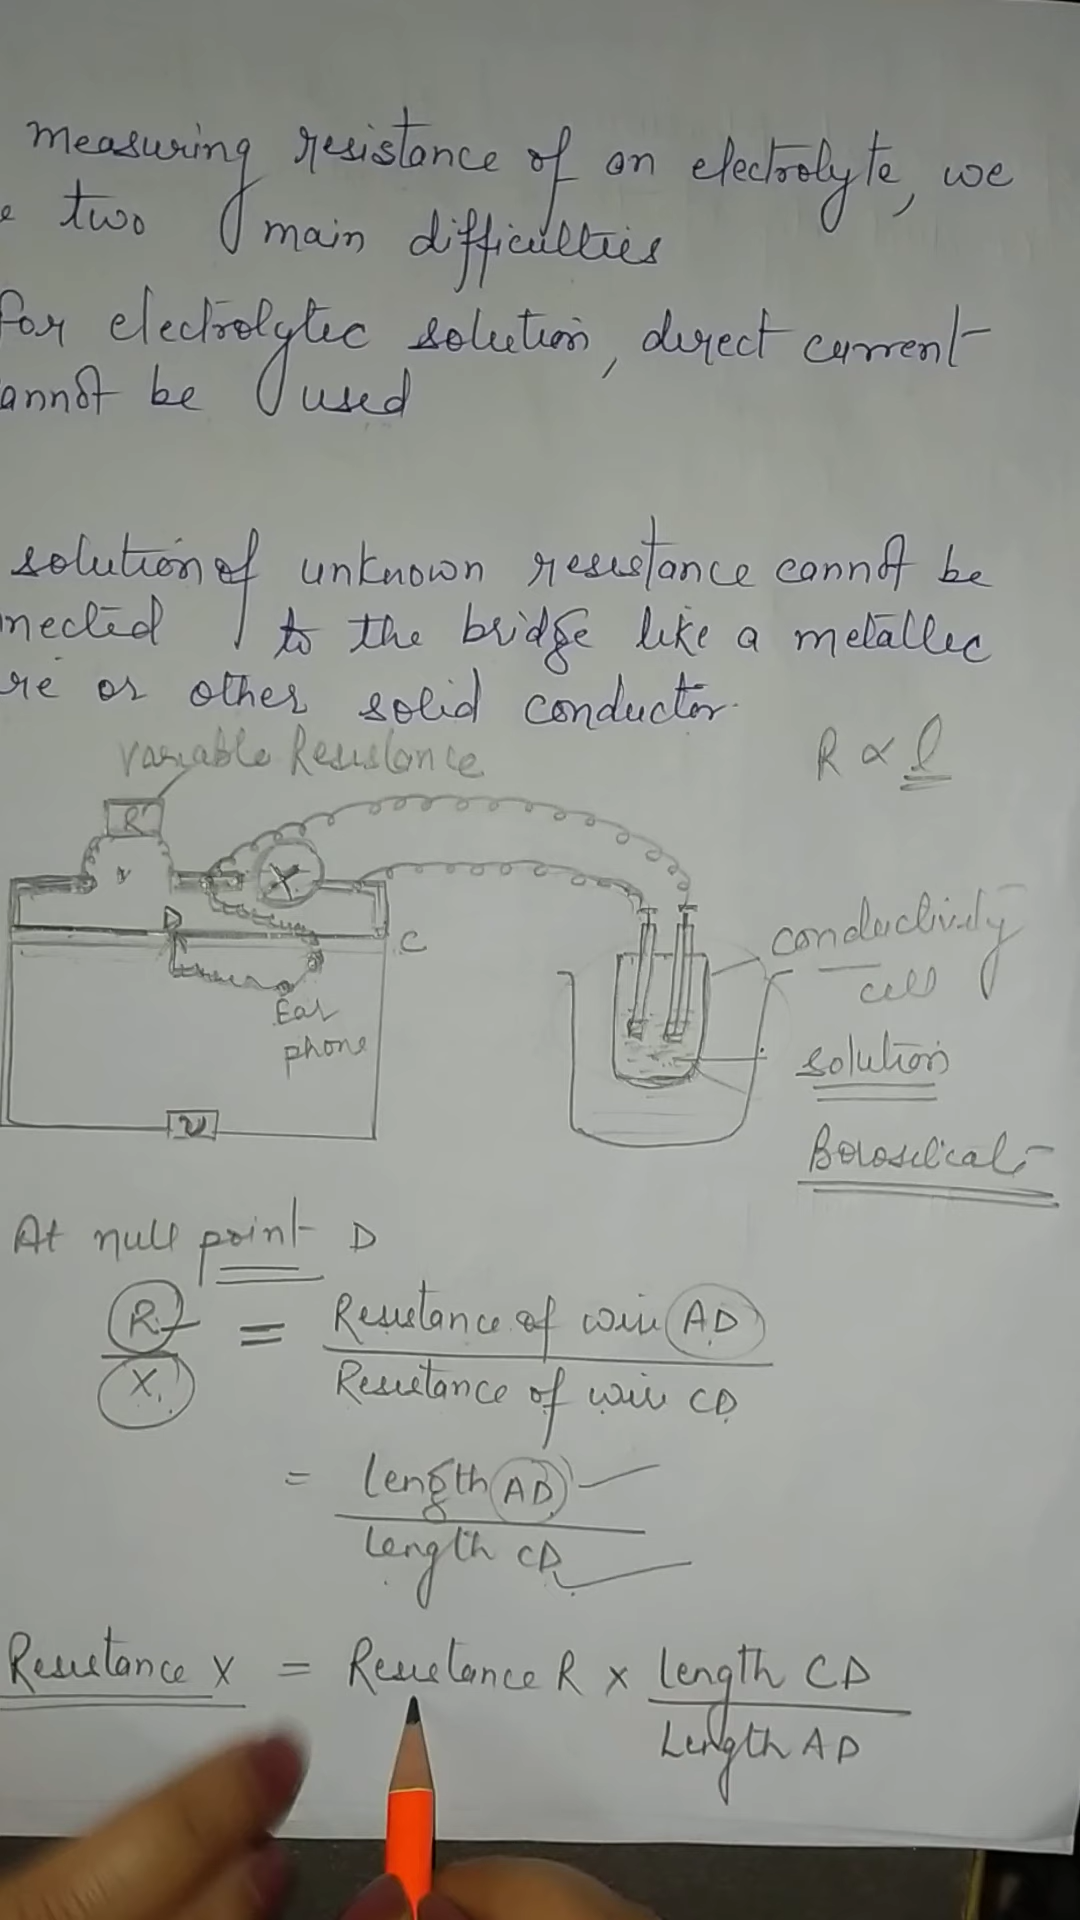 measuring resistance of an electrolyte, we
e two main difficulties
for electrolytic solution, direct current
annot be used
solution of unknown resistance cannot be
nected to the bridge like a metallic
re or other solid conductor.
Variable Resistance
R ∝ l
R
X
D
C
Ear
phone
conductivity
cell
solution
Borosilicate
At null point D
R/X = Resistance of wire AD / Resistance of wire CD
= length AD / Length CD
Resistance X = Resistance R x length CD / Length AD